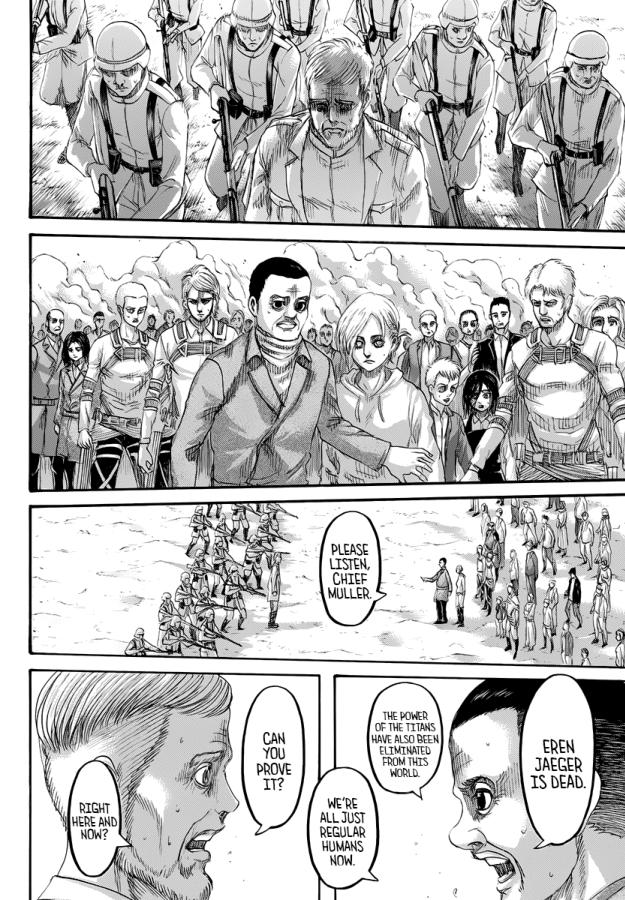 PLEASE
LISTEN,
CHIEF
MULLER.
EREN
JAEGER
IS DEAD.
THE POWER
OF THE TITANS
HAVE ALSO BEEN
ELIMINATED
FROM THIS
WORLD.
WE'RE
ALL JUST
REGULAR
HUMANS
NOW.
CAN
YOU
PROVE
IT?
RIGHT
HERE AND
NOW?